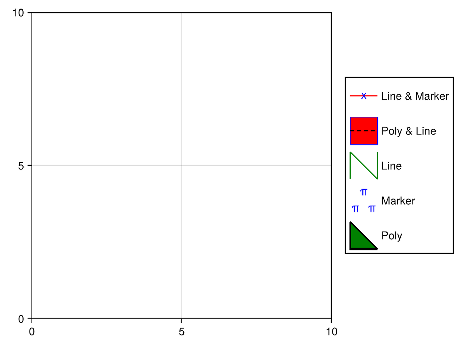 10
5
0
0
5
10
x
Line & Marker
Poly & Line
Line
π
π π
Marker
Poly